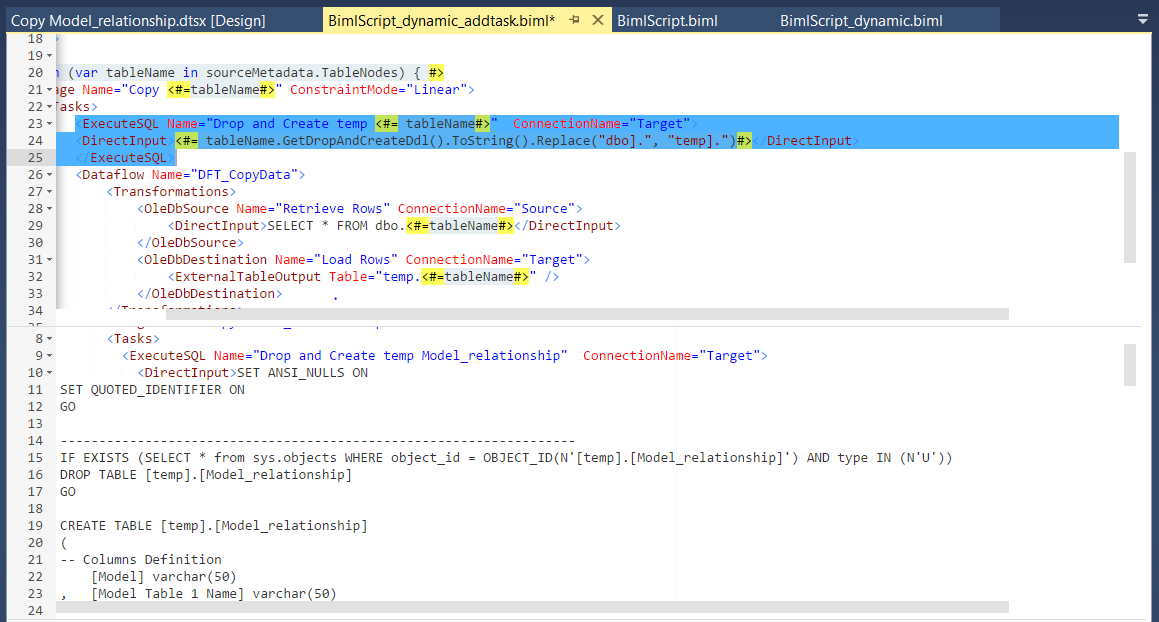 Copy Model_relationship.dtsx [Design] BimlScript_dynamic_addtask.biml* BimlScript.biml BimlScript_dynamic.biml
18
19
20 (var tableName in sourceMetadata.TableNodes) { #>
21 age Name="Copy <#=tableName#>" ConstraintMode="Linear">
22 Tasks>
23 <ExecuteSQL Name="Drop and Create temp <#= tableName#>" ConnectionName="Target">
24 <DirectInput><#= tableName.GetDropAndCreateDdl().ToString().Replace("dbo].", "temp].")#></DirectInput>
25 </ExecuteSQL>
26 <Dataflow Name="DFT_CopyData">
27 <Transformations>
28 <OleDbSource Name="Retrieve Rows" ConnectionName="Source">
29 <DirectInput>SELECT * FROM dbo.<#=tableName#></DirectInput>
30 </OleDbSource>
31 <OleDbDestination Name="Load Rows" ConnectionName="Target">
32 <ExternalTableOutput Table="temp.<#=tableName#>" />
33 </OleDbDestination>
34 </Transformations>
8 <Tasks>
9 <ExecuteSQL Name="Drop and Create temp Model_relationship" ConnectionName="Target">
10 <DirectInput>SET ANSI_NULLS ON
11 SET QUOTED_IDENTIFIER ON
12 GO
13
14 -------------------------------------------------------------------
15 IF EXISTS (SELECT * from sys.objects WHERE object_id = OBJECT_ID(N'[temp].[Model_relationship]') AND type IN (N'U'))
16 DROP TABLE [temp].[Model_relationship]
17 GO
18
19 CREATE TABLE [temp].[Model_relationship]
20 (
21 -- Columns Definition
22 [Model] varchar(50)
23 , [Model Table 1 Name] varchar(50)
24